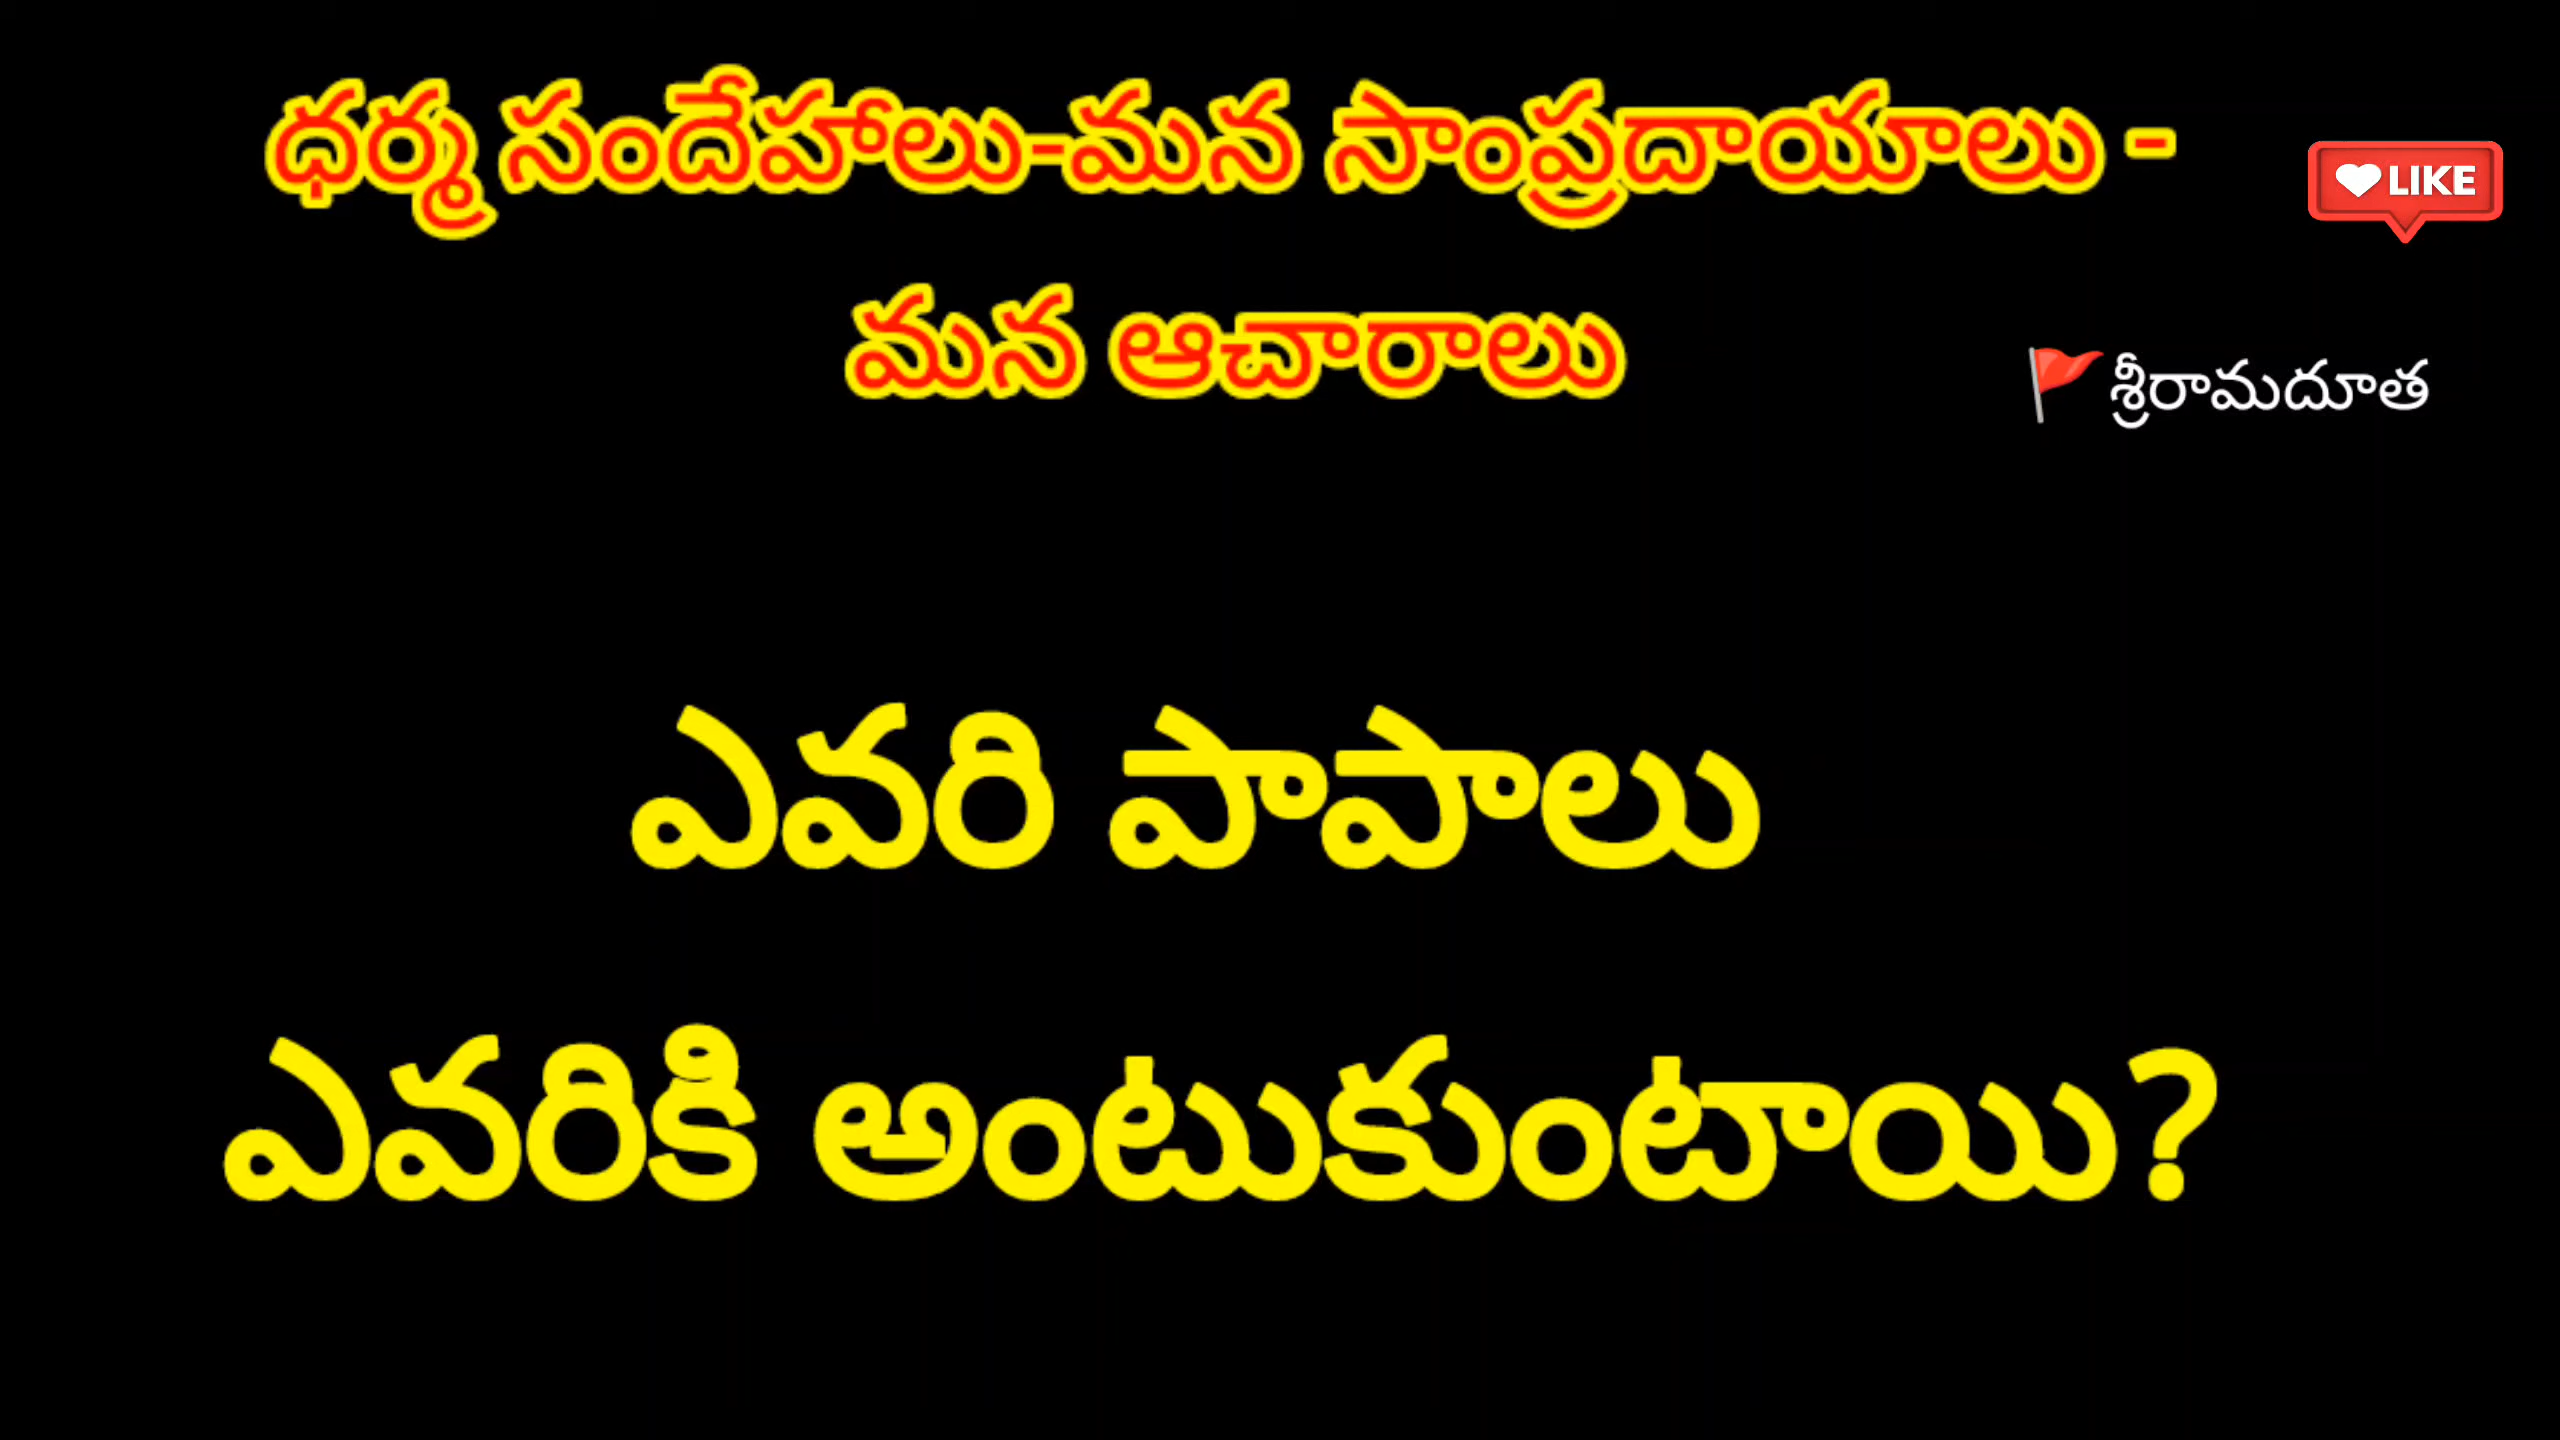 ధర్మ సందేహాలు-మన సాంప్రదాయాలు -
LIKE
మన ఆచారాలు
శ్రీరామదూత
ఎవరి పాపాలు
ఎవరికి అంటుకుంటాయి?